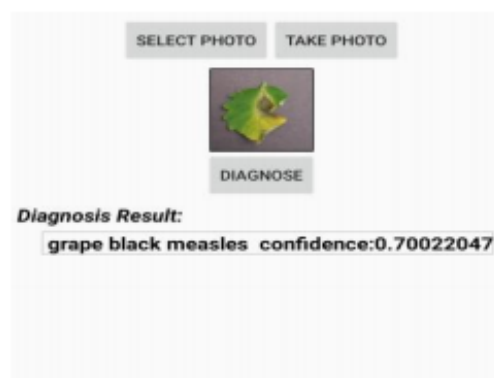 SELECT PHOTO TAKE PHOTO
DIAGNOSE
Diagnosis Result:
grape black measles confidence:0.70022047